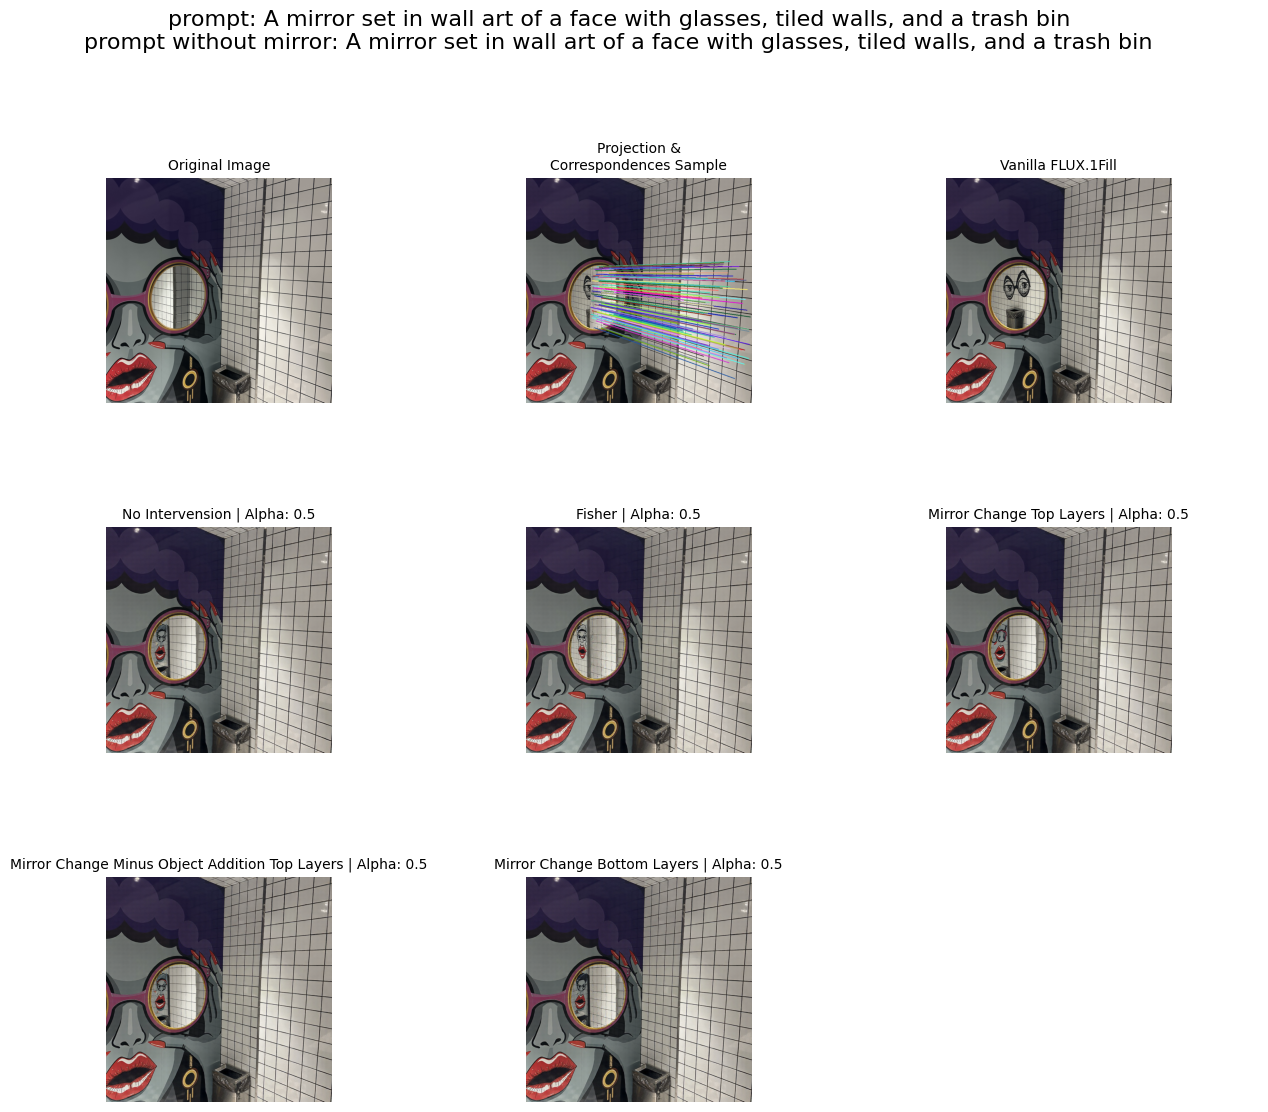 prompt: A mirror set in wall art of a face with glasses, tiled walls, and a trash bin
prompt without mirror: A mirror set in wall art of a face with glasses, tiled walls, and a trash bin
Original Image
Projection &
Correspondences Sample
Vanilla FLUX.1Fill
No Intervension | Alpha: 0.5
Fisher | Alpha: 0.5
Mirror Change Top Layers | Alpha: 0.5
Mirror Change Minus Object Addition Top Layers | Alpha: 0.5
Mirror Change Bottom Layers | Alpha: 0.5